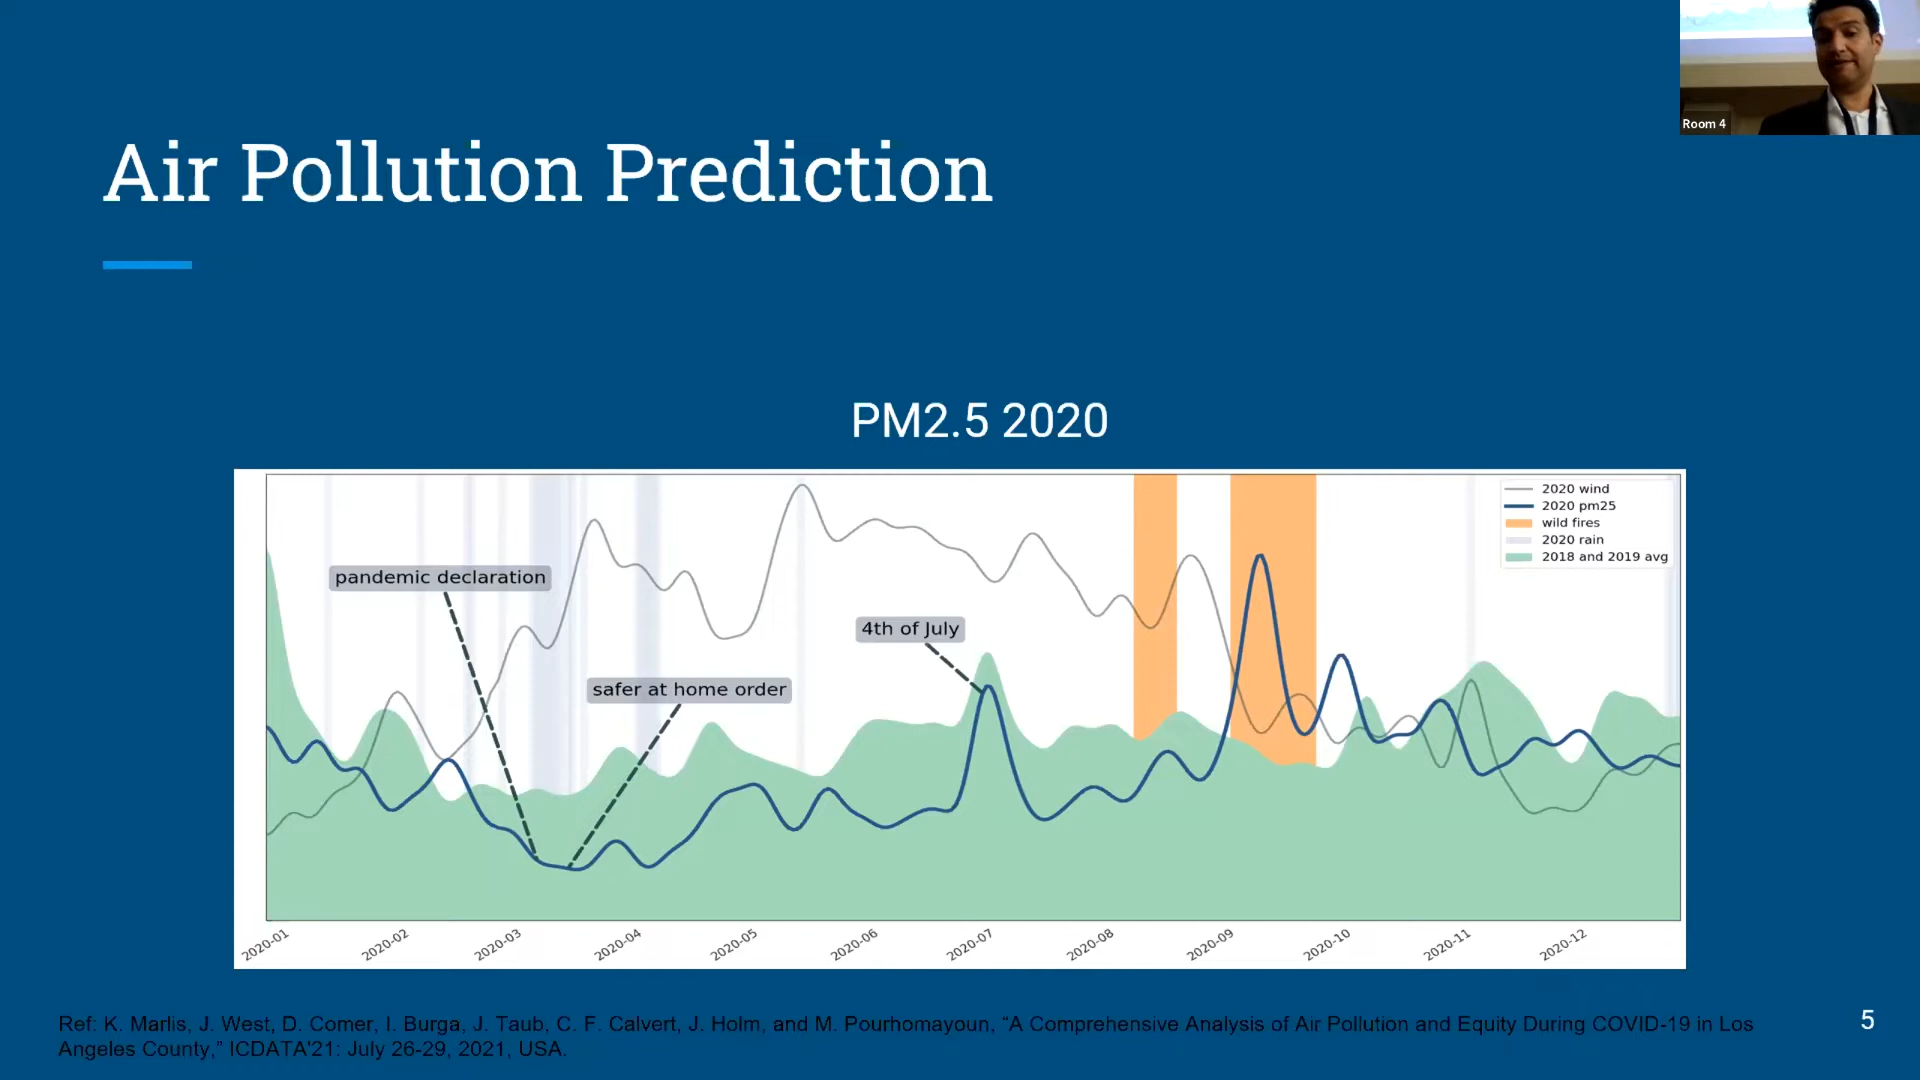 Room 4
Air Pollution Prediction
PM2.5 2020
2020 wind
2020 pm25
wild fires
2020 rain
2018 and 2019 avg
pandemic declaration
4th of July
safer at home order
2020-01
2020-02
2020-03
2020-04
2020-05
2020-06
2020-07
2020-08
2020-09
2020-10
2020-11
2020-12
Ref: K. Marlis, J. West, D. Comer, I. Burga, J. Taub, C. F. Calvert, J. Holm, and M. Pourhomayoun, “A Comprehensive Analysis of Air Pollution and Equity During COVID-19 in Los
Angeles County,” ICDATA'21: July 26-29, 2021, USA.
5